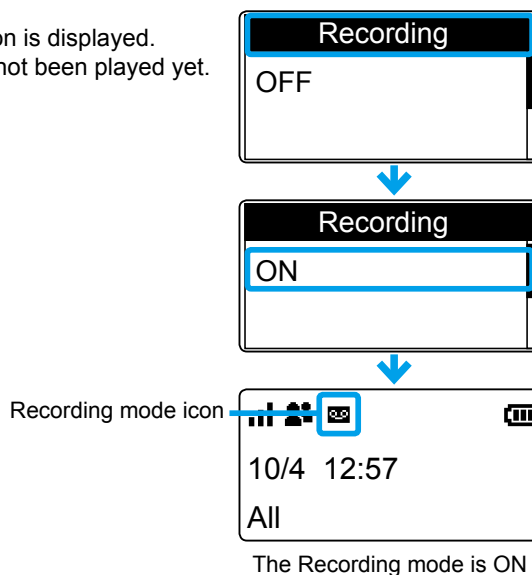 on is displayed.
not been played yet.
Recording
OFF
Recording
ON
Recording mode icon
10/4 12:57
All
The Recording mode is ON